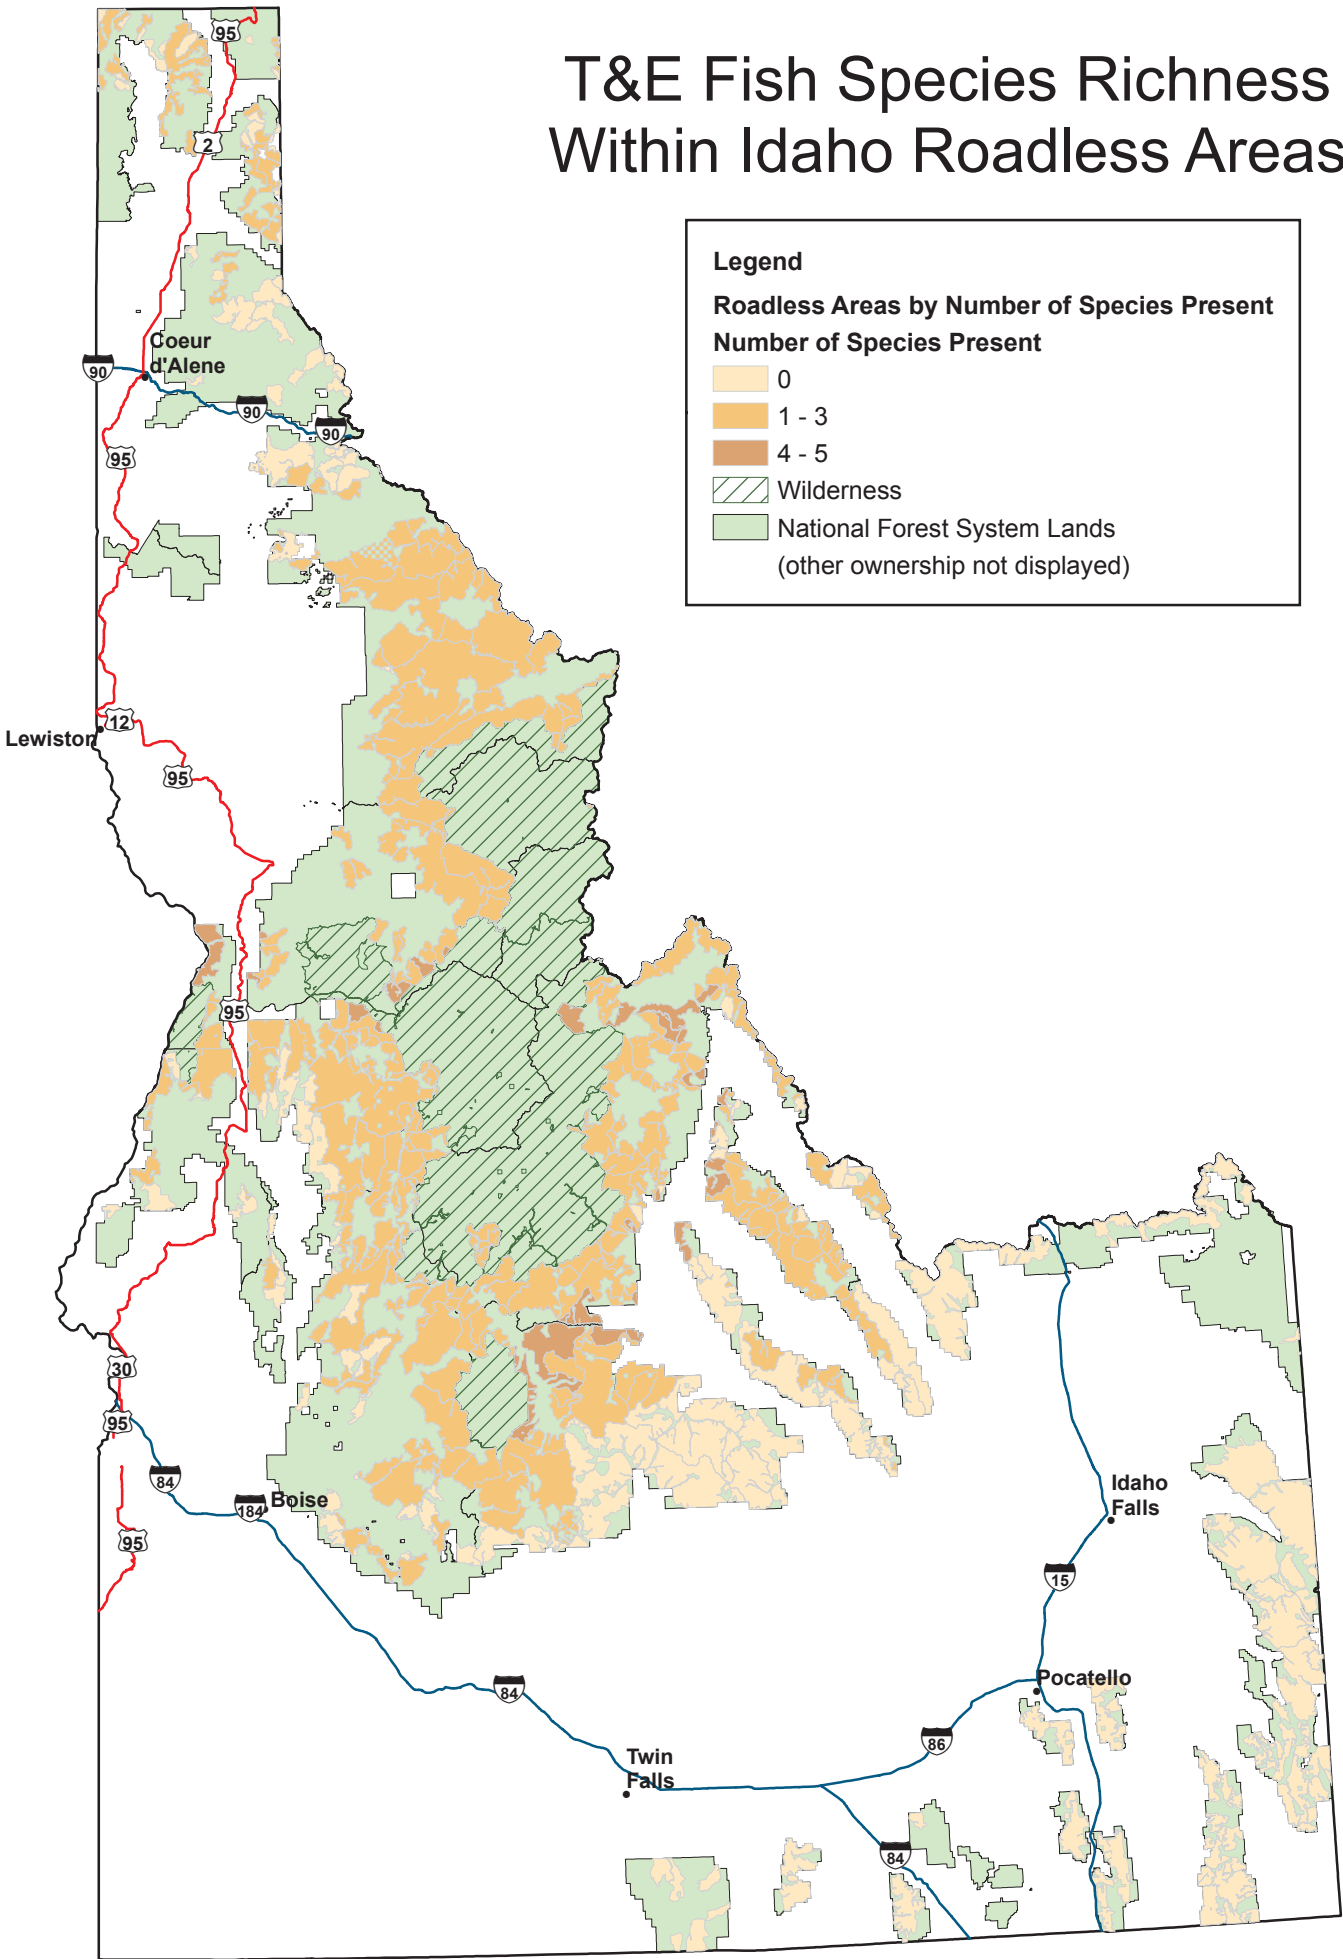 T&E Fish Species Richness
Within Idaho Roadless Areas
Legend
Roadless Areas by Number of Species Present
Number of Species Present
0
1 - 3
4 - 5
Wilderness
National Forest System Lands
(other ownership not displayed)
95
2
Coeur
d'Alene
90
90
90
95
Lewiston
12
95
95
30
95
84
184
Boise
95
Idaho
Falls
15
84
Pocatello
86
Twin
Falls
84